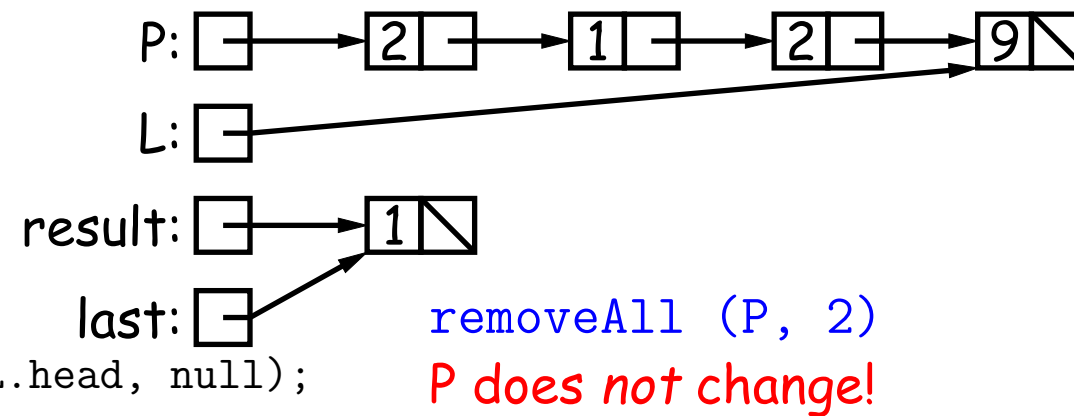 P: 2 1 2 9
L:
result: 1
last: removeAll (P, 2)
.head, null); P does not change!